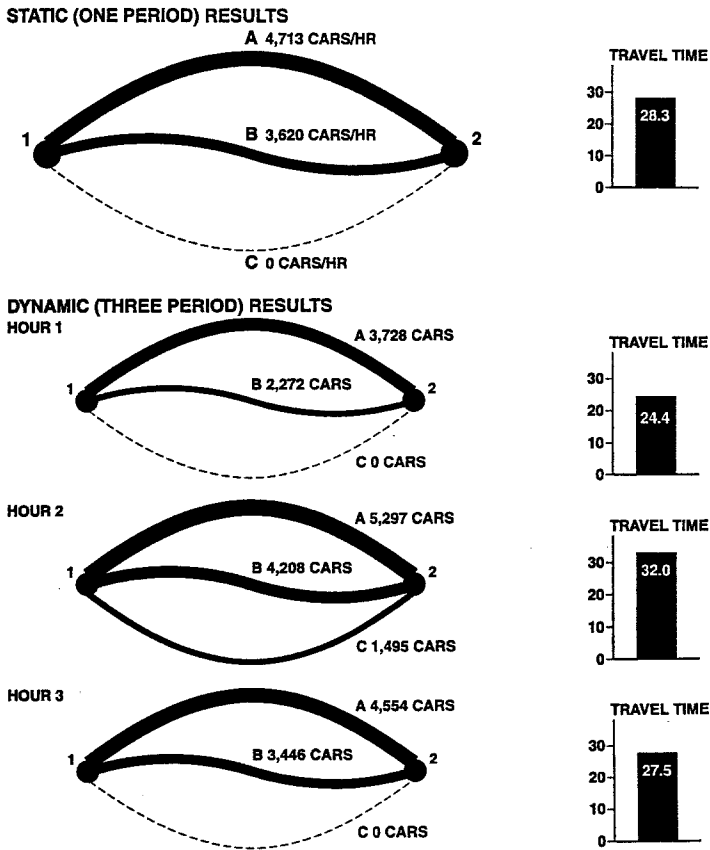 STATIC (ONE PERIOD) RESULTS
A 4,713 CARS/HR
TRAVEL TIME
30
20
10
0
28.3
1
B 3,620 CARS/HR
2
C 0 CARS/HR
DYNAMIC (THREE PERIOD) RESULTS
HOUR 1
A 3,728 CARS
TRAVEL TIME
30
20
10
0
24.4
1
B 2,272 CARS
2
C 0 CARS
HOUR 2
A 5,297 CARS
TRAVEL TIME
30
20
10
0
32.0
1
B 4,208 CARS
2
C 1,495 CARS
HOUR 3
A 4,554 CARS
TRAVEL TIME
30
20
10
0
27.5
1
B 3,446 CARS
2
C 0 CARS